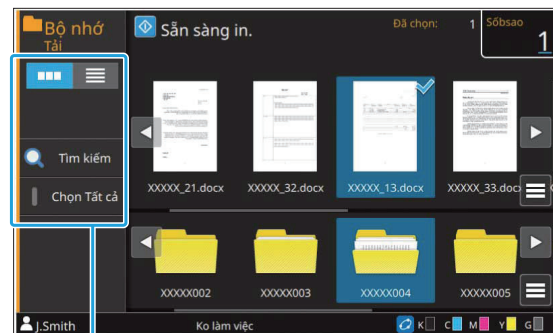 Bộ nhớ
Tải
Sẵn sàng in.
Đã chọn: 1
Sốbsao
1
Tìm kiếm
Chọn Tất cả
XXXXX_21.docx
XXXXX_32.docx
XXXXX_13.docx
XXXXX_33.docx
XXXXX002
XXXXX003
XXXXX004
XXXXX005
J.Smith
Ko làm việc
K C M Y G